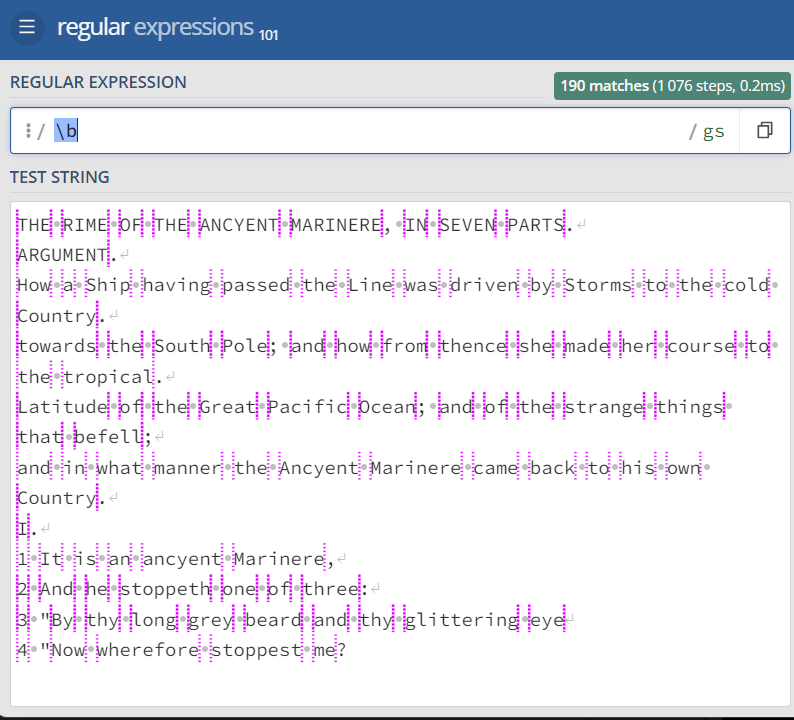 regular expressions 101
REGULAR EXPRESSION
190 matches (1 076 steps, 0.2ms)
/ \b / gs
TEST STRING
THE RIME OF THE ANCYENT MARINERE, IN SEVEN PARTS.
ARGUMENT.
How a Ship having passed the Line was driven by Storms to the cold
Country.
towards the South Pole; and how from thence she made her course to
the tropical.
Latitude of the Great Pacific Ocean; and of the strange things
that befell;
and in what manner the Ancyent Marinere came back to his own
Country.
I.
1 It is an ancyent Marinere,
2 And he stoppeth one of three:
3 "By thy long grey beard and thy glittering eye
4 "Now wherefore stoppest me?